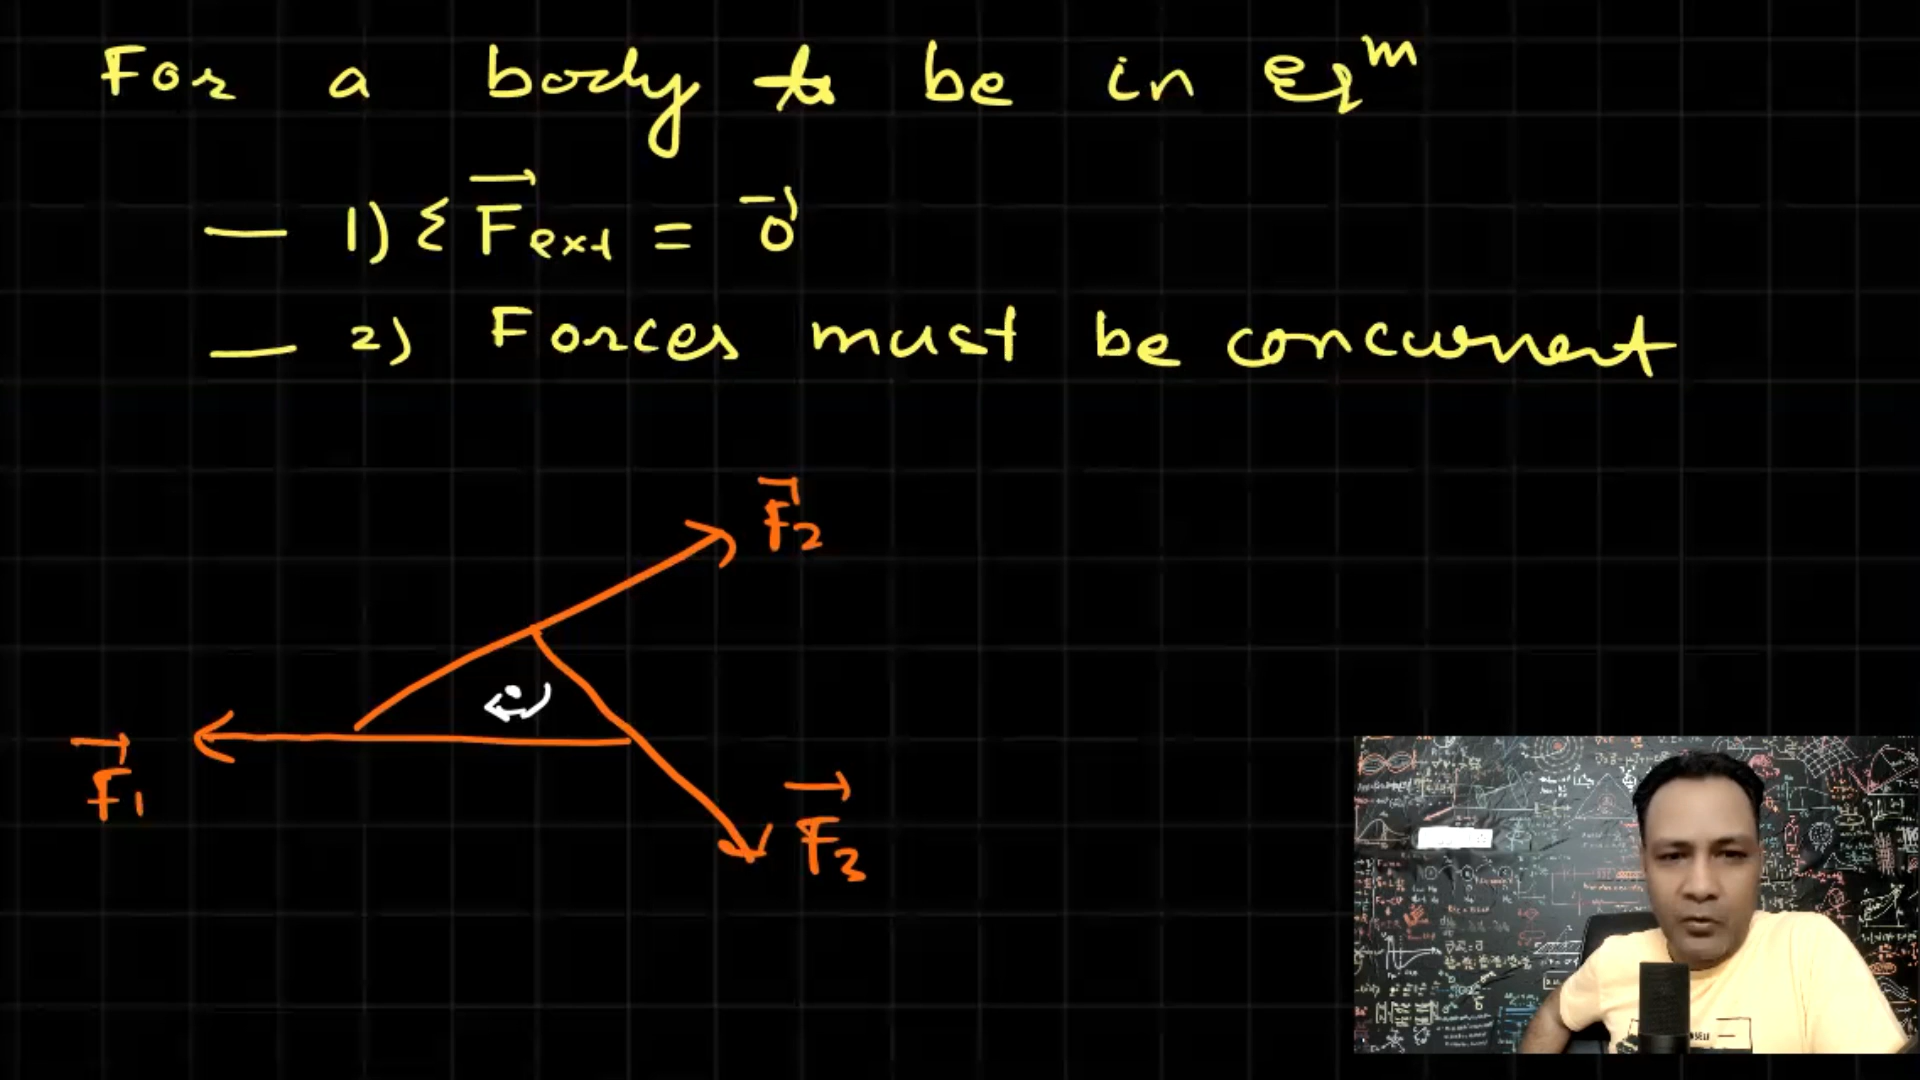 For a body to be in Eqᵐ
— 1) Σ F⃗ext = 0⃗
— 2) Forces must be concurrent
F⃗2
F⃗1
F⃗3